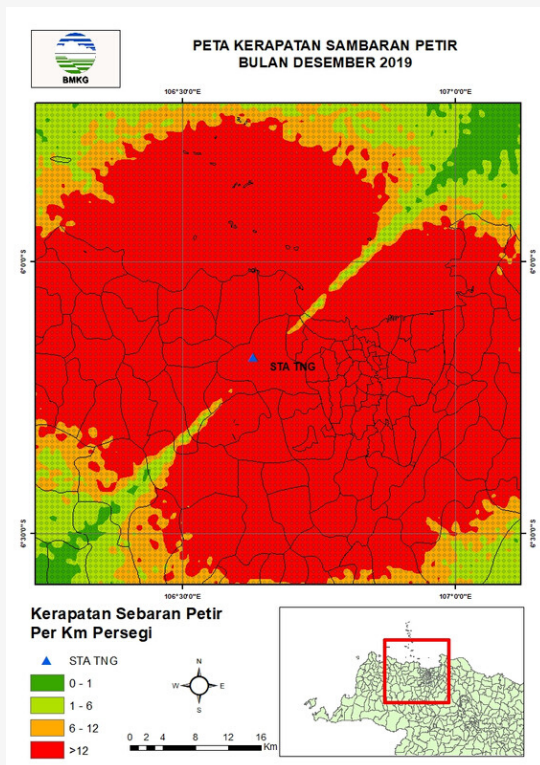 BMKG
PETA KERAPATAN SAMBARAN PETIR
BULAN DESEMBER 2019
106°30'0"E
107°0'0"E
6°0'0"S
6°0'0"S
STA TNG
6°30'0"S
6°30'0"S
106°30'0"E
107°0'0"E
Kerapatan Sebaran Petir
Per Km Persegi
STA TNG
0 - 1
1 - 6
6 - 12
>12
N
W
E
S
0 2 4 8 12 16
Km